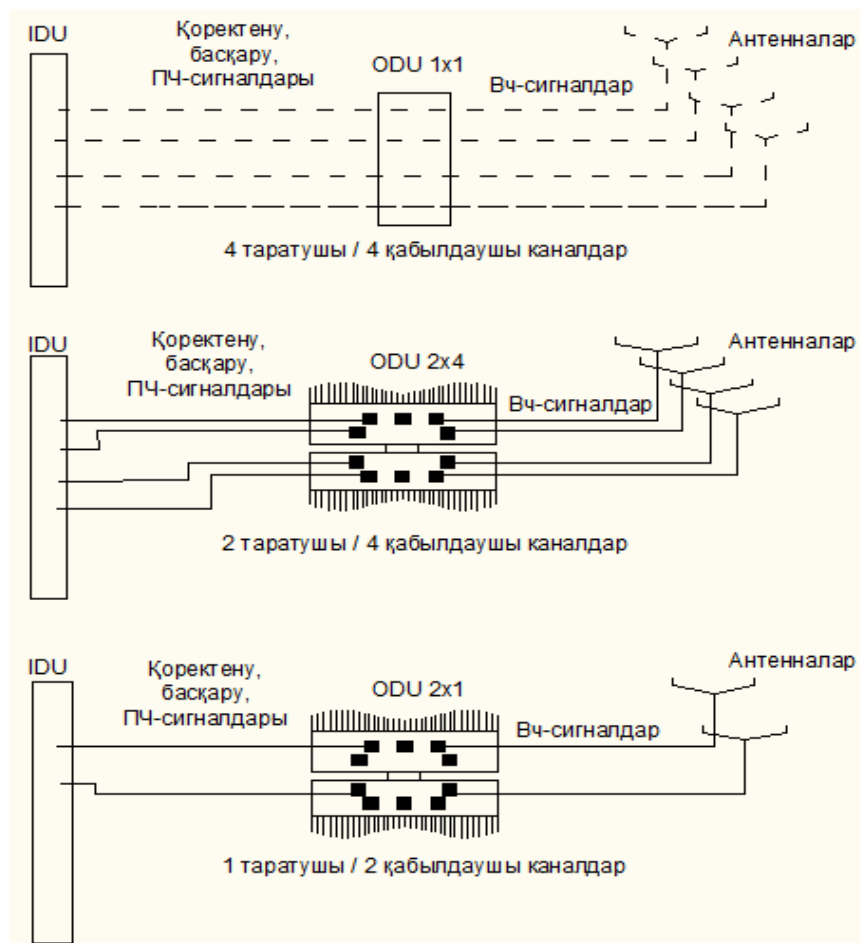 IDU
Қоректену,
басқару,
ПЧ-сигналдары
ODU 1x1
Вч-сигналдар
Антенналар
4 таратушы / 4 қабылдаушы каналдар
IDU
Қоректену,
басқару,
ПЧ-сигналдары
ODU 2x4
Вч-сигналдар
Антенналар
2 таратушы / 4 қабылдаушы каналдар
IDU
Қоректену,
басқару,
ПЧ-сигналдары
ODU 2x1
Вч-сигналдар
Антенналар
1 таратушы / 2 қабылдаушы каналдар